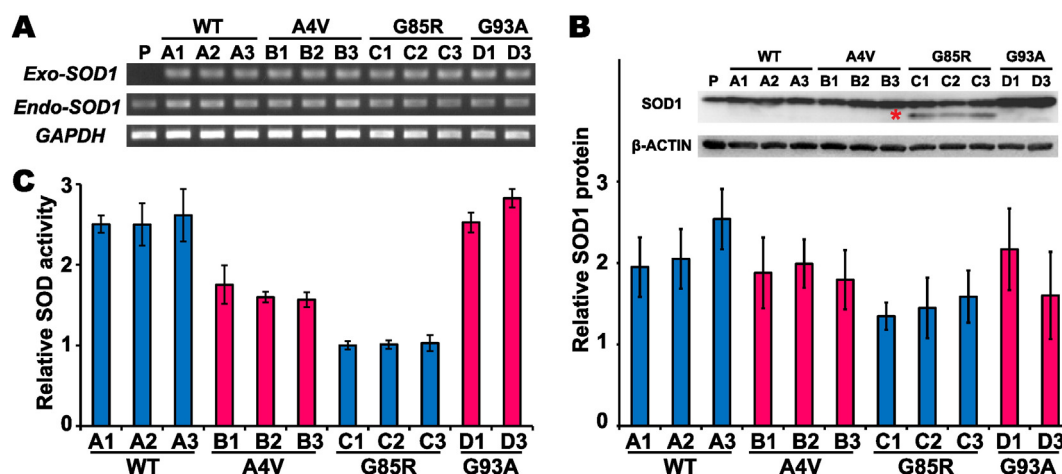 A
WT A4V G85R G93A
P A1 A2 A3 B1 B2 B3 C1 C2 C3 D1 D3
Exo-SOD1
Endo-SOD1
GAPDH
B
WT A4V G85R G93A
P A1 A2 A3 B1 B2 B3 C1 C2 C3 D1 D3
SOD1
*
β-ACTIN
Relative SOD1 protein
2
1
0
A1 A2 A3 B1 B2 B3 C1 C2 C3 D1 D3
WT A4V G85R G93A
C
Relative SOD activity
3
2
1
0
A1 A2 A3 B1 B2 B3 C1 C2 C3 D1 D3
WT A4V G85R G93A